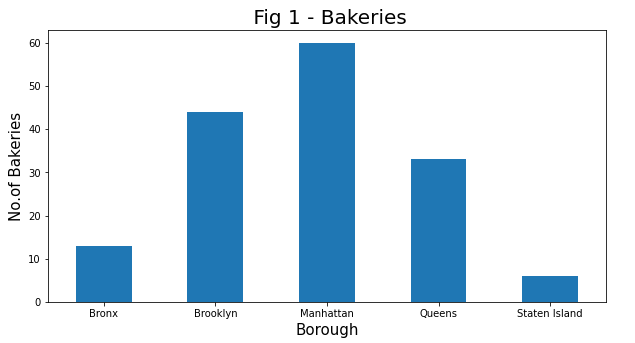 Fig 1 - Bakeries
No.of Bakeries
60
50
40
30
20
10
0
Bronx Brooklyn Manhattan Queens Staten Island
Borough